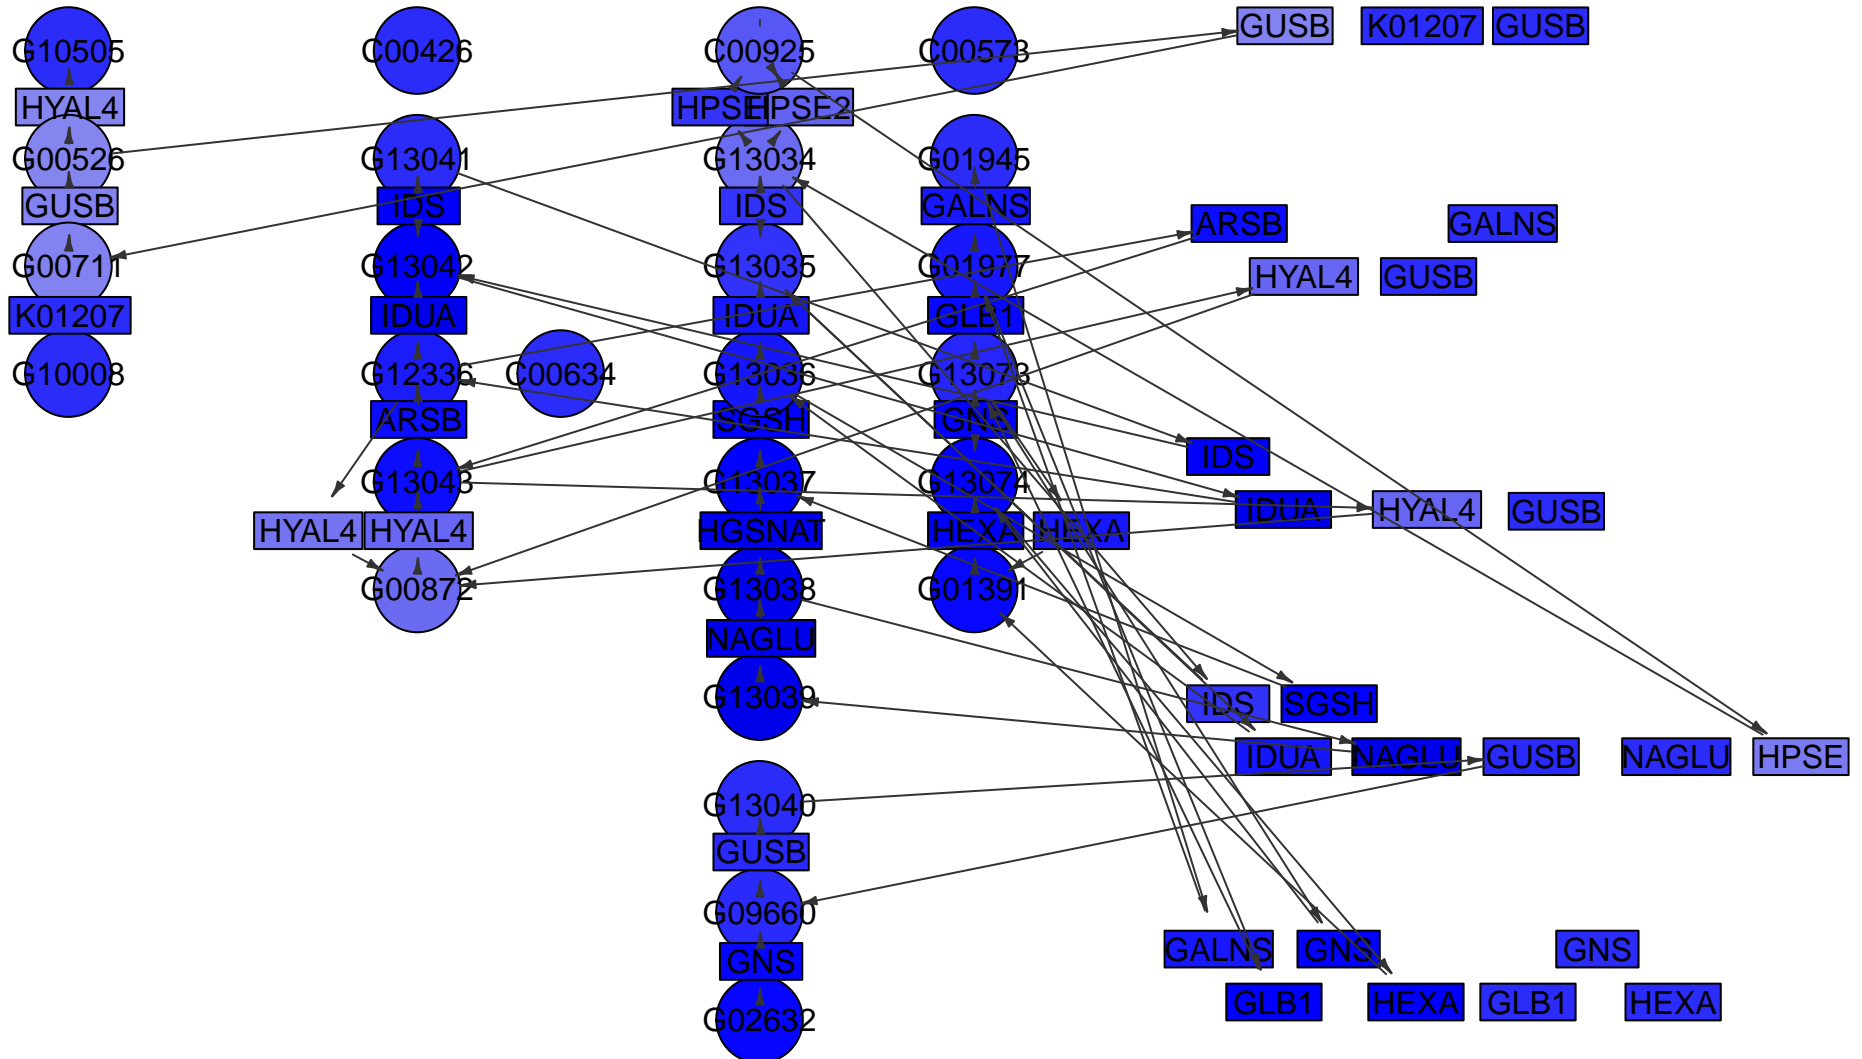 G10505 C00426 C00925 C00573 GUSB K01207 GUSB
HYAL4 HPSE HPSE2
G00526 G13041 G13034 G01945
GUSB IDS IDS GALNS ARSB GALNS
G00711 G13042 G13035 G01977 HYAL4 GUSB
K01207 IDUA IDUA GLB1
G10008 G12336 C00634 G13036 G13073
ARSB SGSH GNS IDS
G13043 G13037 G13074 IDUA HYAL4 GUSB
HYAL4 HYAL4 HGSNAT HEXA HEXA
G00872 G13038 G01391
NAGLU
G13039 IDS SGSH
IDUA NAGLU GUSB NAGLU HPSE
G13040
GUSB
G09660
GNS GALNS GNS GNS
G02632 GLB1 HEXA GLB1 HEXA